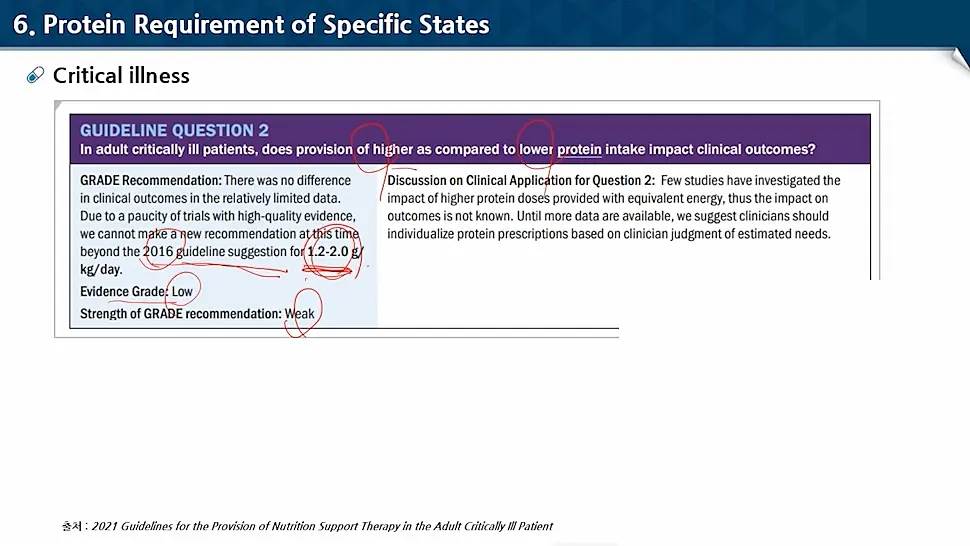 6. Protein Requirement of Specific States
Critical illness
GUIDELINE QUESTION 2
In adult critically ill patients, does provision of higher as compared to lower protein intake impact clinical outcomes?
GRADE Recommendation: There was no difference
in clinical outcomes in the relatively limited data.
Due to a paucity of trials with high-quality evidence,
we cannot make a new recommendation at this time
beyond the 2016 guideline suggestion for 1.2-2.0 g/
kg/day.
Evidence Grade: Low
Strength of GRADE recommendation: Weak
Discussion on Clinical Application for Question 2: Few studies have investigated the
impact of higher protein doses provided with equivalent energy, thus the impact on
outcomes is not known. Until more data are available, we suggest clinicians should
individualize protein prescriptions based on clinician judgment of estimated needs.
출처 : 2021 Guidelines for the Provision of Nutrition Support Therapy in the Adult Critically Ill Patient